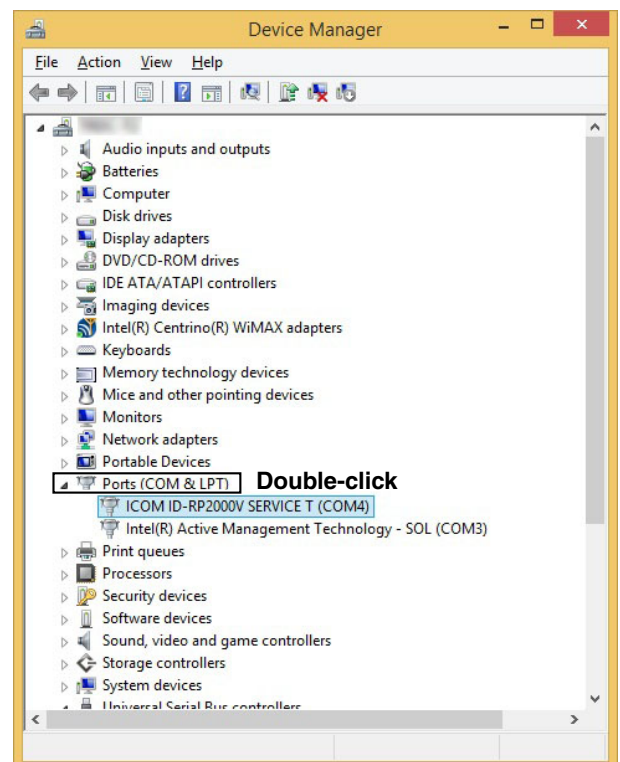 Device Manager
File Action View Help
Audio inputs and outputs
Batteries
Computer
Disk drives
Display adapters
DVD/CD-ROM drives
IDE ATA/ATAPI controllers
Imaging devices
Intel(R) Centrino(R) WiMAX adapters
Keyboards
Memory technology devices
Mice and other pointing devices
Monitors
Network adapters
Portable Devices
Ports (COM & LPT) Double-click
ICOM ID-RP2000V SERVICE T (COM4)
Intel(R) Active Management Technology - SOL (COM3)
Print queues
Processors
Security devices
Software devices
Sound, video and game controllers
Storage controllers
System devices
Universal Serial Bus controllers